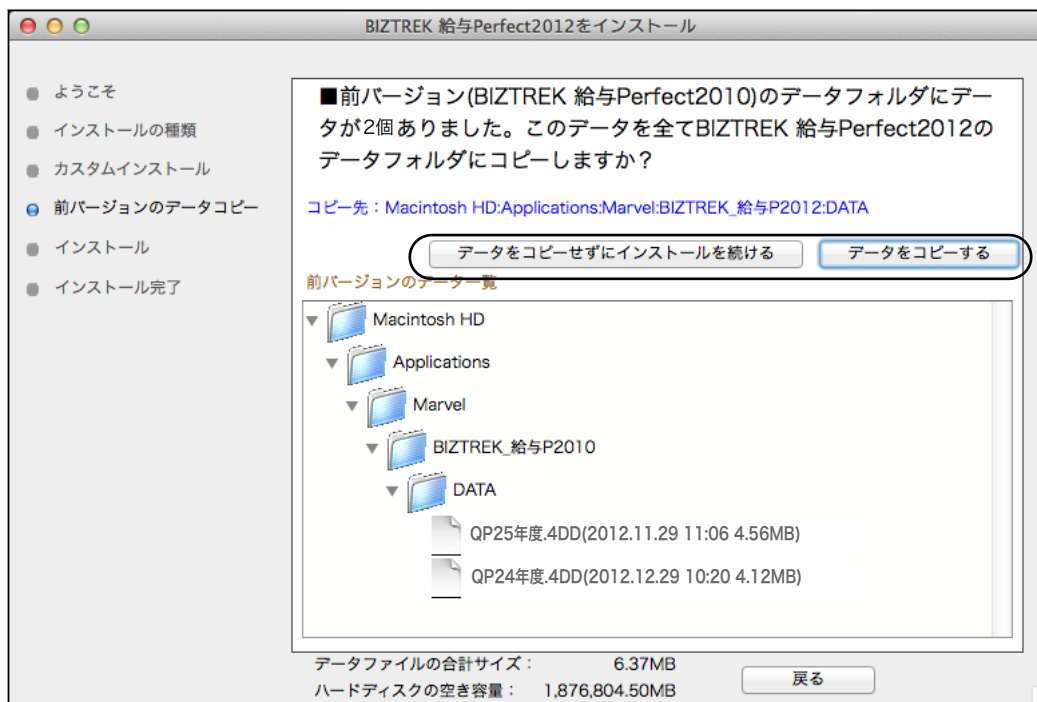 BIZTREK 給与Perfect2012をインストール
ようこそ
インストールの種類
カスタムインストール
前バージョンのデータコピー
インストール
インストール完了
■前バージョン(BIZTREK 給与Perfect2010)のデータフォルダにデー
タが2個ありました。このデータを全てBIZTREK 給与Perfect2012の
データフォルダにコピーしますか？
コピー先：Macintosh HD:Applications:Marvel:BIZTREK_給与P2012:DATA
データをコピーせずにインストールを続ける
データをコピーする
前バージョンのデータ一覧
Macintosh HD
Applications
Marvel
BIZTREK_給与P2010
DATA
QP25年度.4DD(2012.11.29 11:06 4.56MB)
QP24年度.4DD(2012.12.29 10:20 4.12MB)
データファイルの合計サイズ： 6.37MB
ハードディスクの空き容量： 1,876,804.50MB
戻る